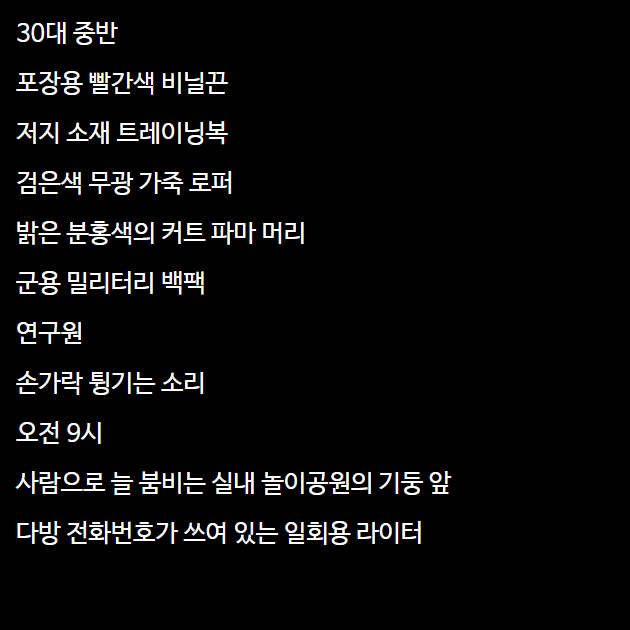 30대 중반
포장용 빨간색 비닐끈
저지 소재 트레이닝복
검은색 무광 가죽 로퍼
밝은 분홍색의 커트 파마 머리
군용 밀리터리 백팩
연구원
손가락 튕기는 소리
오전 9시
사람으로 늘 붐비는 실내 놀이공원의 기둥 앞
다방 전화번호가 쓰여 있는 일회용 라이터